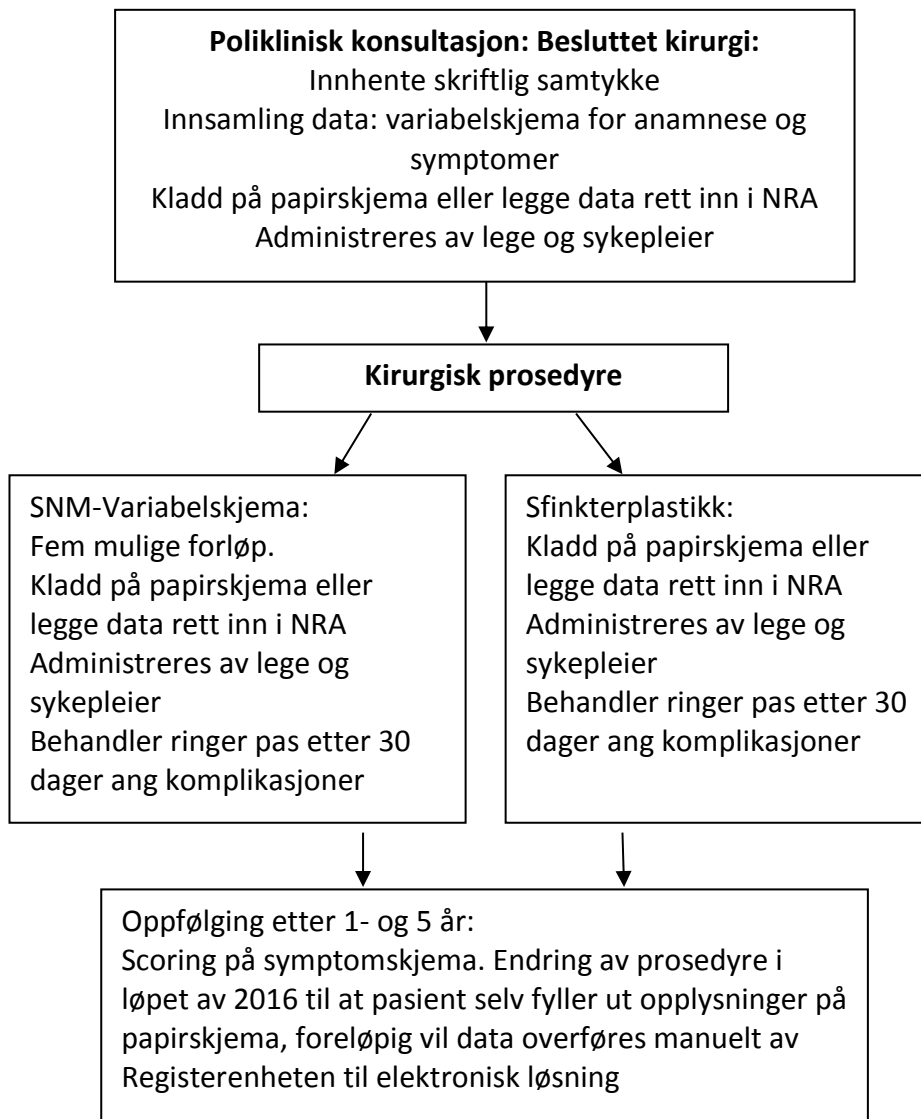 Poliklinisk konsultasjon: Besluttet kirurgi:
Innhente skriftlig samtykke
Innsamling data: variabelskjema for anamnese og
symptomer
Kladd på papirskjema eller legge data rett inn i NRA
Administreres av lege og sykepleier
Kirurgisk prosedyre
SNM-Variabelskjema:
Fem mulige forløp.
Kladd på papirskjema eller
legge data rett inn i NRA
Administreres av lege og
sykepleier
Behandler ringer pas etter 30
dager ang komplikasjoner
Sfinkterplastikk:
Kladd på papirskjema eller
legge data rett inn i NRA
Administreres av lege og
sykepleier
Behandler ringer pas etter 30
dager ang komplikasjoner
Oppfølging etter 1- og 5 år:
Scoring på symptomskjema. Endring av prosedyre i
løpet av 2016 til at pasient selv fyller ut opplysninger på
papirskjema, foreløpig vil data overføres manuelt av
Registerenheten til elektronisk løsning